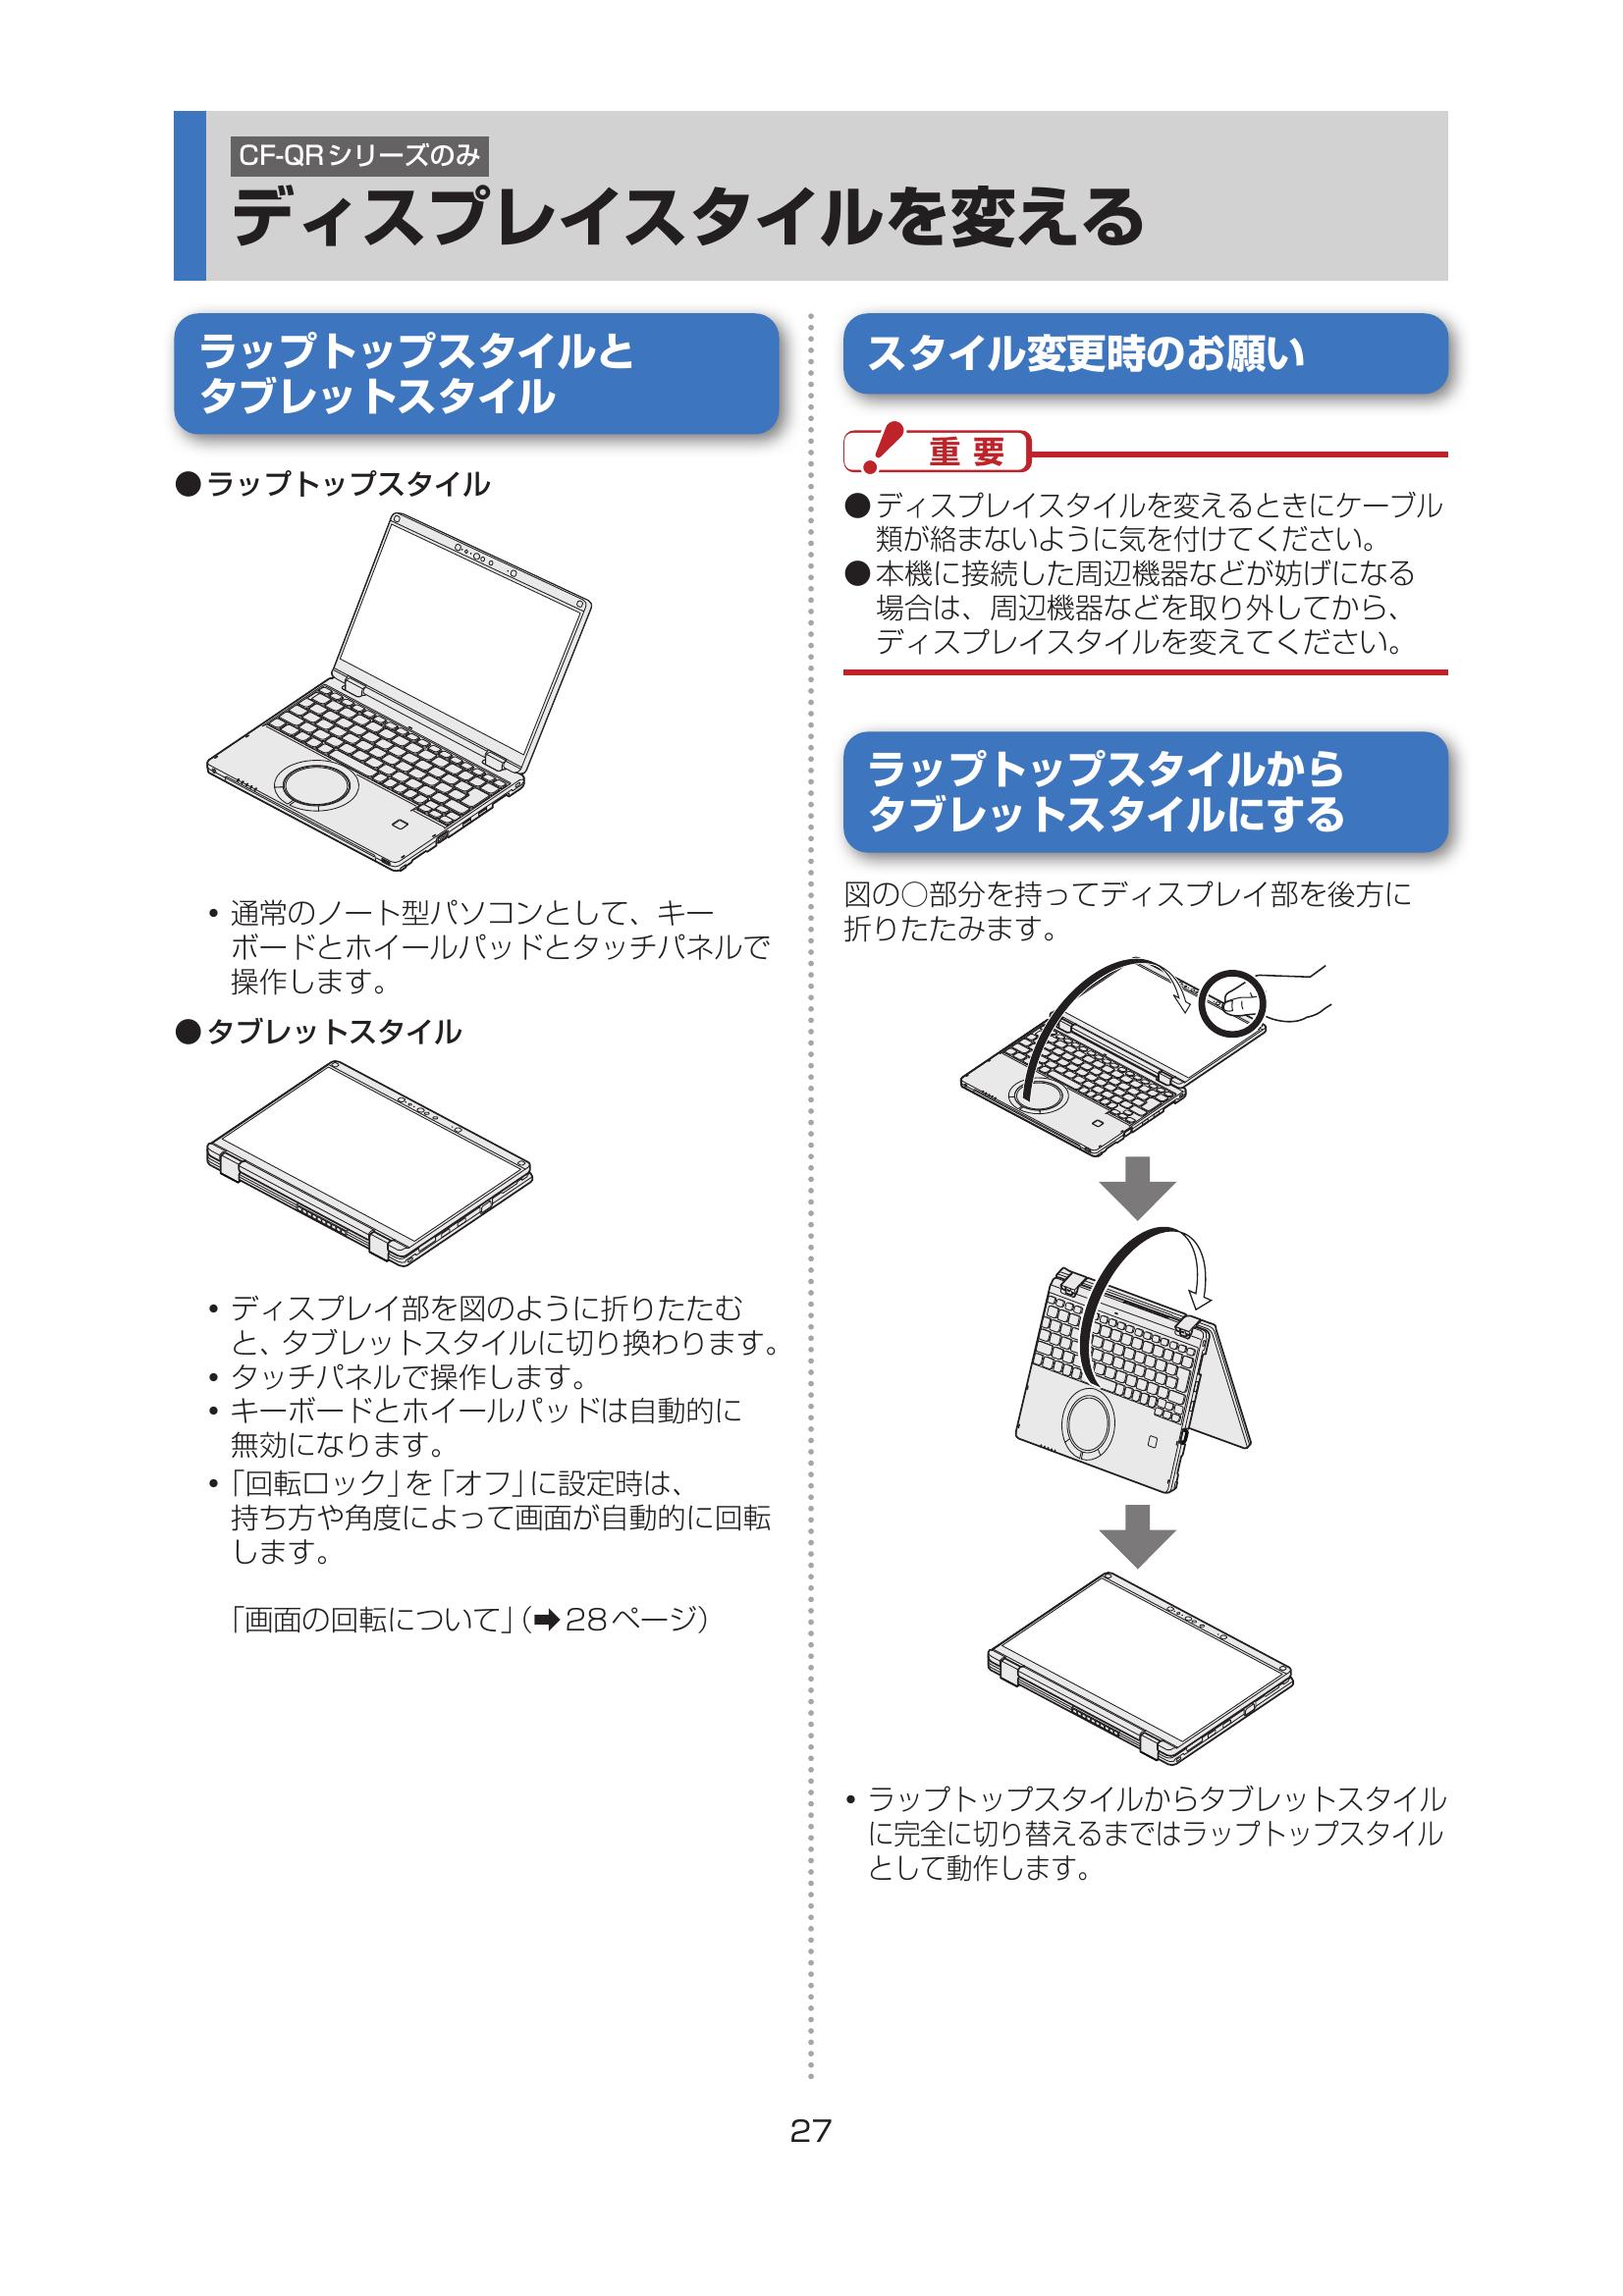 CF-QRシリーズのみ
ディスプレイスタイルを変える
ラップトップスタイルと
タブレットスタイル
●ラップトップスタイル
• 通常のノート型パソコンとして、キー
ボードとホイールパッドとタッチパネルで
操作します。
●タブレットスタイル
• ディスプレイ部を図のように折りたたむ
と、タブレットスタイルに切り換わります。
• タッチパネルで操作します。
• キーボードとホイールパッドは自動的に
無効になります。
•「回転ロック」を「オフ」に設定時は、
持ち方や角度によって画面が自動的に回転
します。
「画面の回転について」(➡28ページ)
スタイル変更時のお願い
重要
●ディスプレイスタイルを変えるときにケーブル
類が絡まないように気を付けてください。
●本機に接続した周辺機器などが妨げになる
場合は、周辺機器などを取り外してから、
ディスプレイスタイルを変えてください。
ラップトップスタイルから
タブレットスタイルにする
図の○部分を持ってディスプレイ部を後方に
折りたたみます。
• ラップトップスタイルからタブレットスタイル
に完全に切り替えるまではラップトップスタイル
として動作します。
27